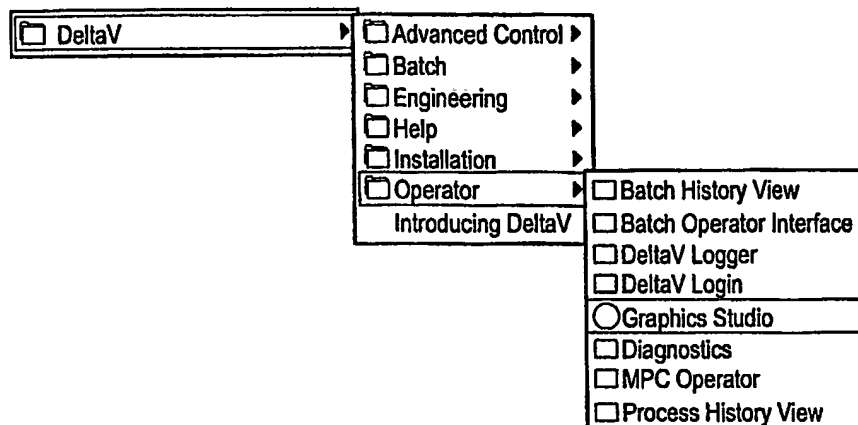 DeltaV
Advanced Control
Batch
Engineering
Help
Installation
Operator
Introducing DeltaV
Batch History View
Batch Operator Interface
DeltaV Logger
DeltaV Login
Graphics Studio
Diagnostics
MPC Operator
Process History View